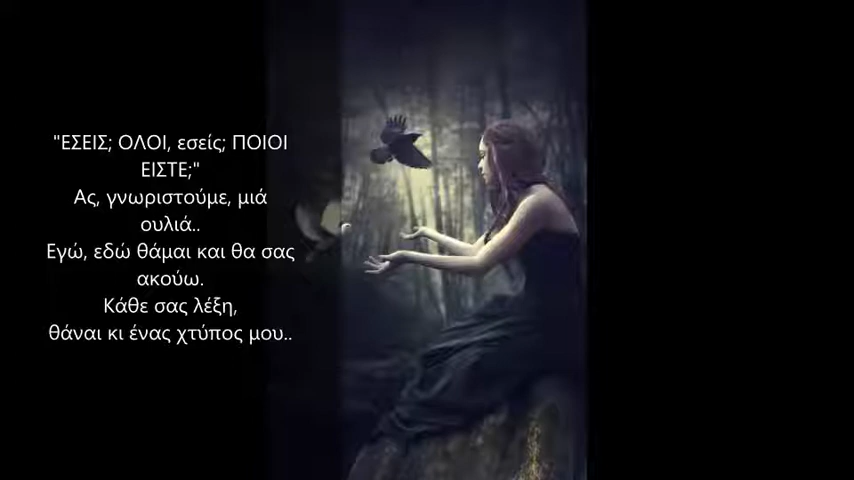 "ΕΣΕΙΣ; ΟΛΟΙ, εσείς; ΠΟΙΟΙ
ΕΙΣΤΕ;"
Ας, γνωριστούμε, μιά
ουλιά..
Εγώ, εδώ θάμαι και θα σας
ακούω.
Κάθε σας λέξη,
θάναι κι ένας χτύπος μου..